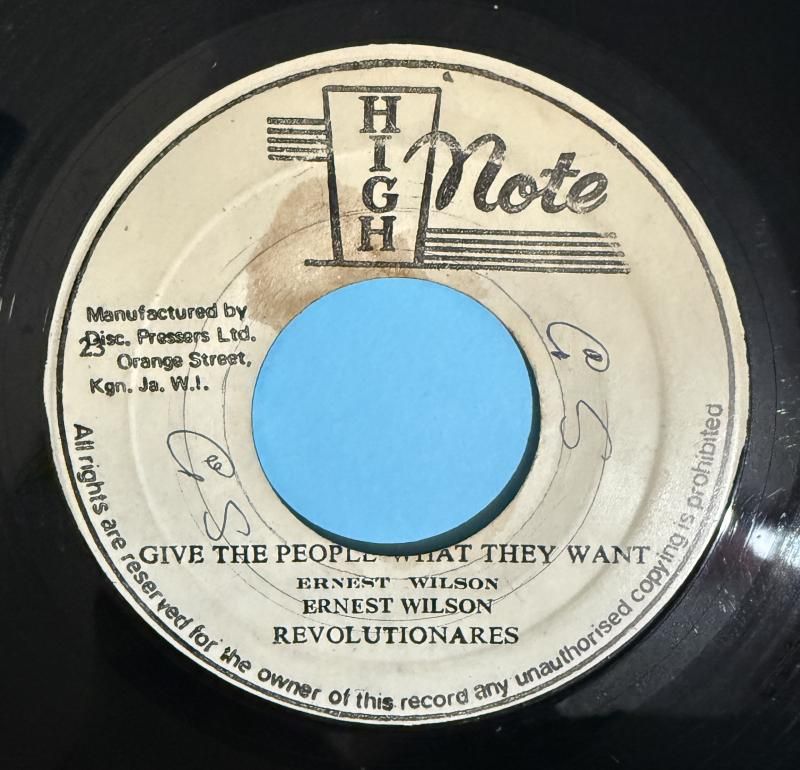 HIGH Note
Manufactured by
Disc. Pressers Ltd.
23 Orange Street,
Kgn. Ja. W.I.
GS
GS
GIVE THE PEOPLE WHAT THEY WANT
ERNEST WILSON
ERNEST WILSON
REVOLUTIONARES
All rights are reserved for the owner of this record any unauthorised copying is prohibited